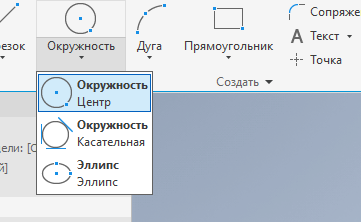 резок
Окружность
Дуга
Прямоугольник
Сопряже
Текст
Точка
Создать
Окружность
Центр
Окружность
Касательная
Эллипс
Эллипс
дели: [С
й]